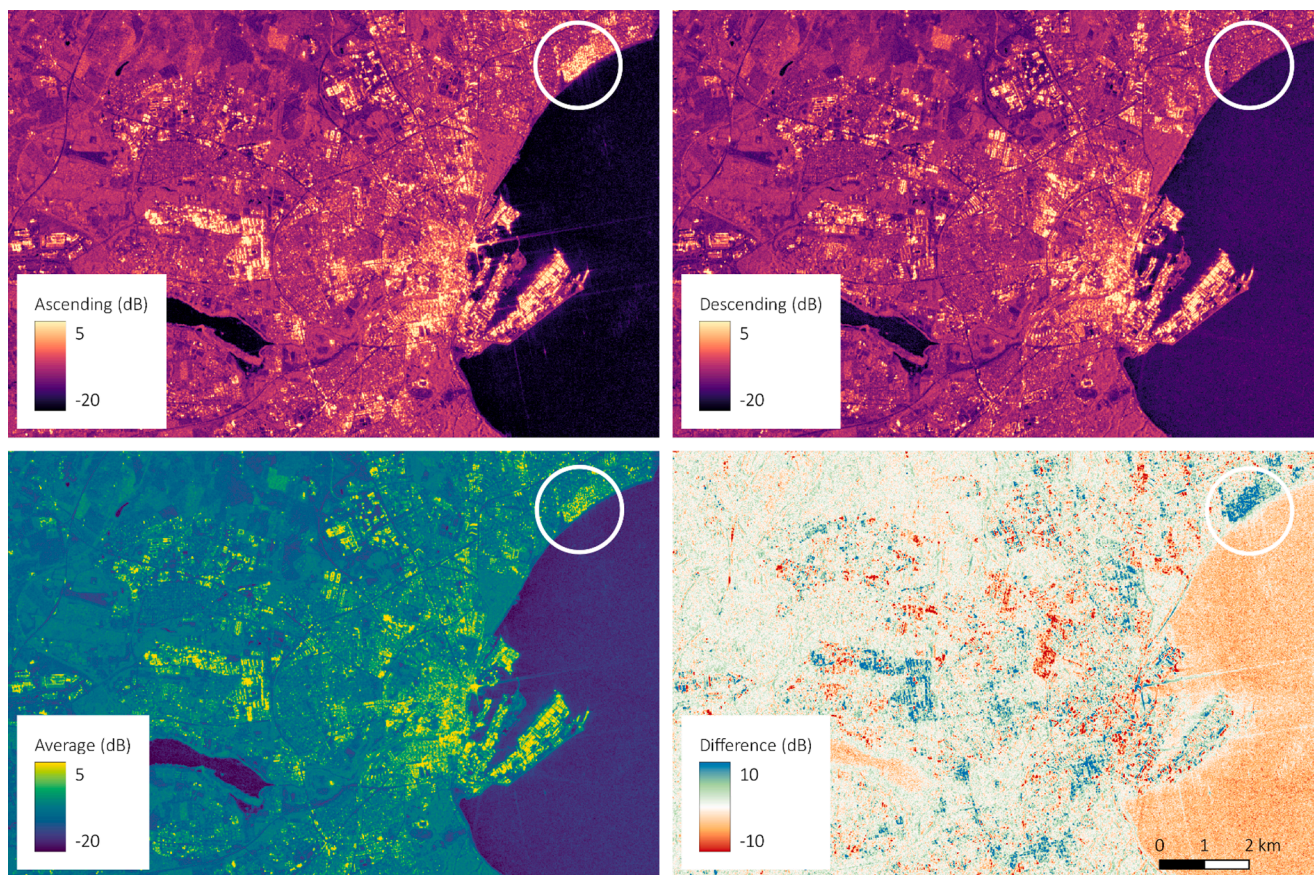 Ascending (dB)
5
-20
Descending (dB)
5
-20
Average (dB)
5
-20
Difference (dB)
10
-10
0 1 2 km